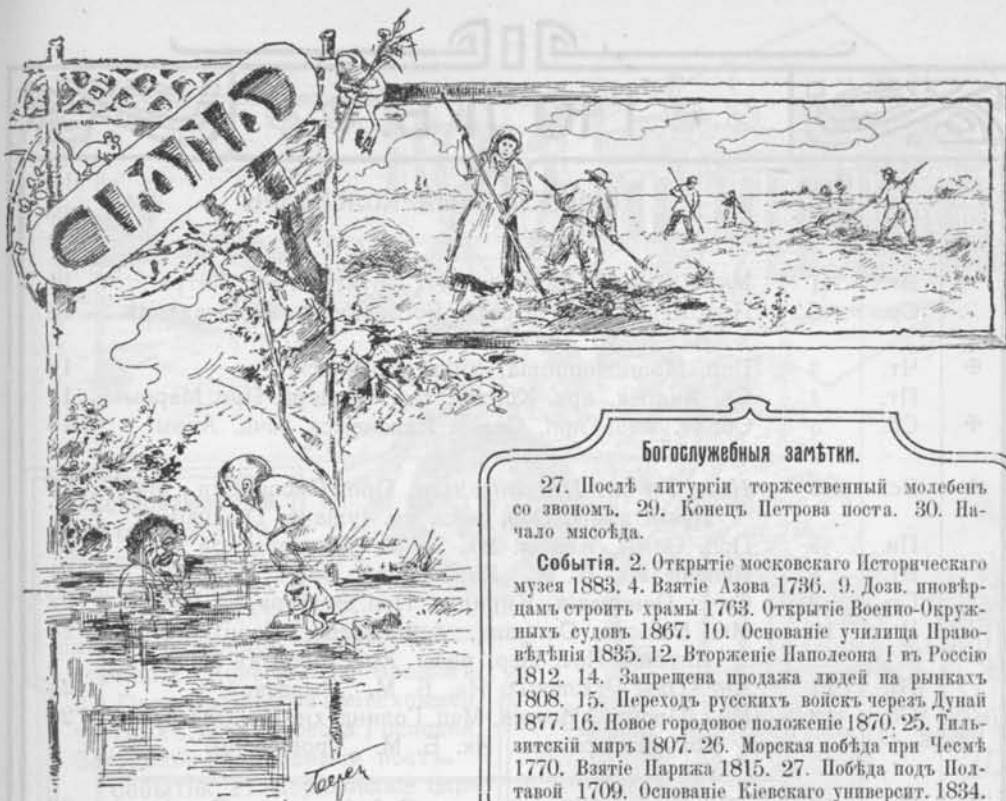 Богослужебныя замѣтки.
27. Послѣ литургіи торжественный молебенъ
со звономъ. 29. Конецъ Петрова поста. 30. На-
чало мясоѣда.
Событія. 2. Открытіе московскаго Историческаго
музея 1883. 4. Взятіе Азова 1736. 9. Дозв. иновѣр-
цамъ строить храмы 1763. Открытіе Военно-Окруж-
ныхъ судовъ 1867. 10. Основаніе училища Право-
вѣдѣнія 1835. 12. Вторженіе Наполеона I въ Россію
1812. 14. Запрещена продажа людей на рынкахъ
1808. 15. Переходъ русскихъ войскъ черезъ Дунай
1877. 16. Новое городовое положеніе 1870. 25. Тиль-
зитскій миръ 1807. 26. Морская побѣда при Чесмѣ
1770. Взятіе Парижа 1815. 27. Побѣда подъ Пол-
тавой 1709. Основаніе Кіевскаго университ. 1834.